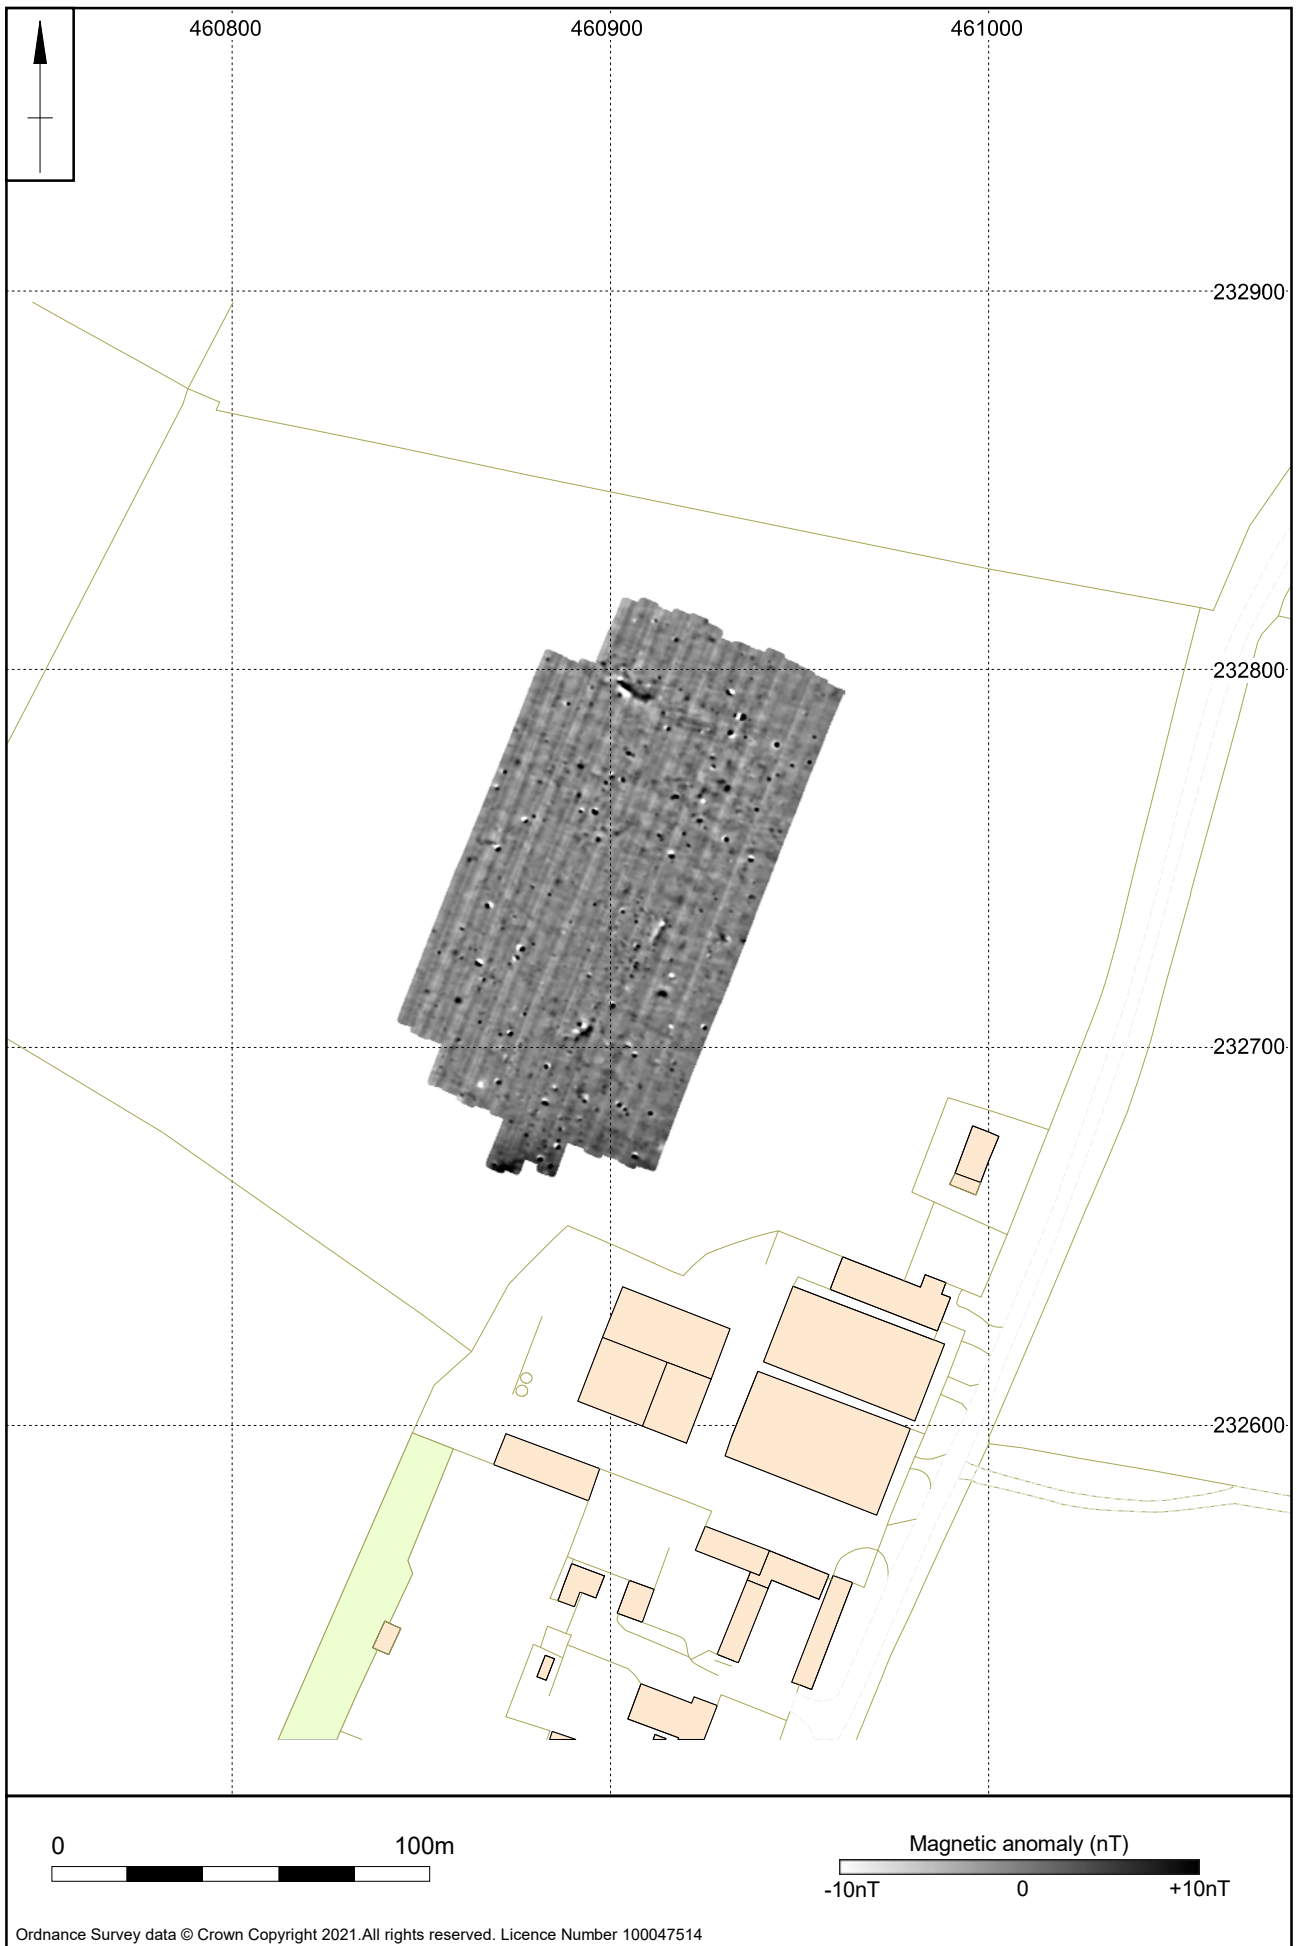 460800 460900 461000
232900
232800
232700
232600
0 100m
Magnetic anomaly (nT)
-10nT 0 +10nT
Ordnance Survey data © Crown Copyright 2021.All rights reserved. Licence Number 100047514